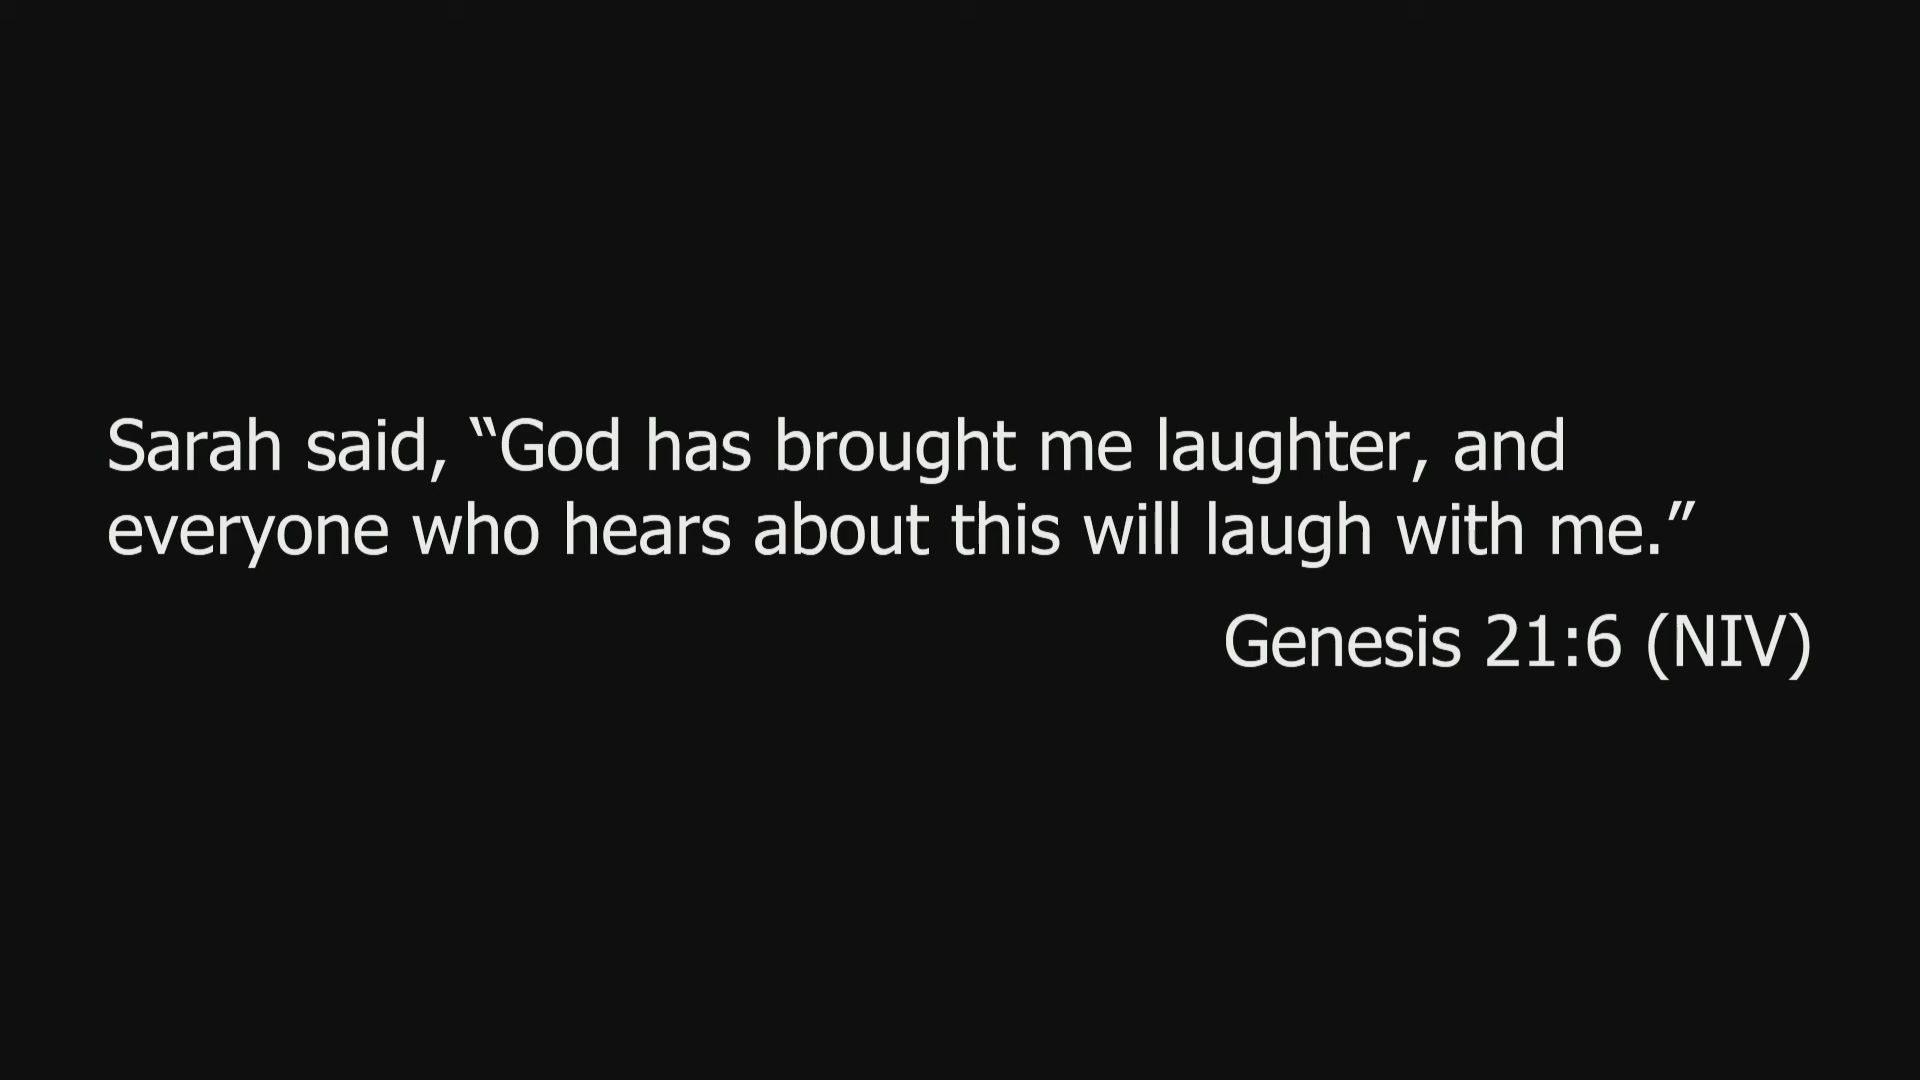 Sarah said, “God has brought me laughter, and
everyone who hears about this will laugh with me.”
Genesis 21:6 (NIV)